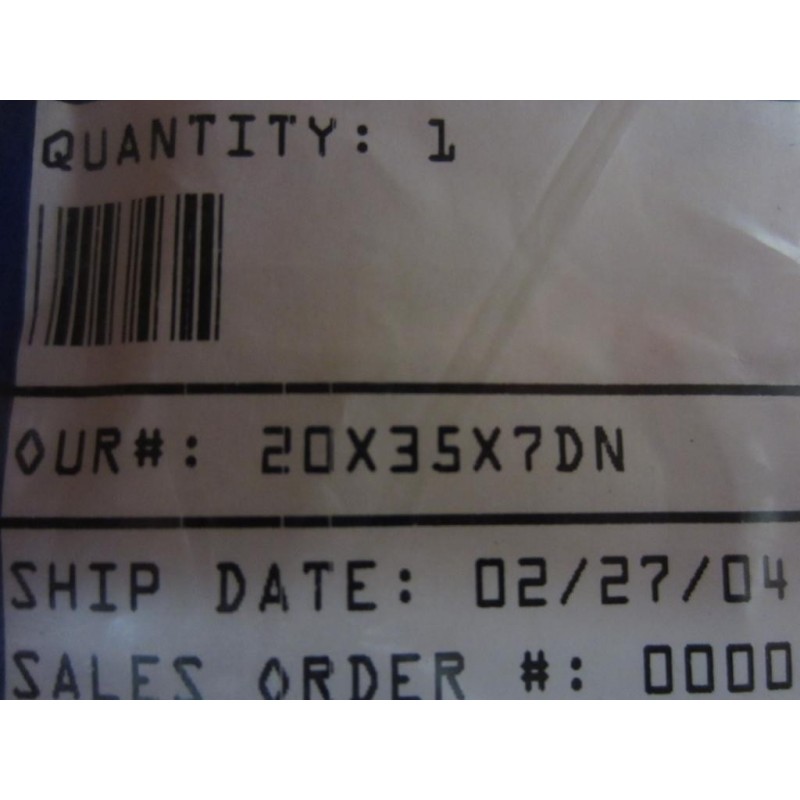 QUANTITY: 1
OUR#: 20X35X7DN
SHIP DATE: 02/27/04
SALES ORDER #: 0000